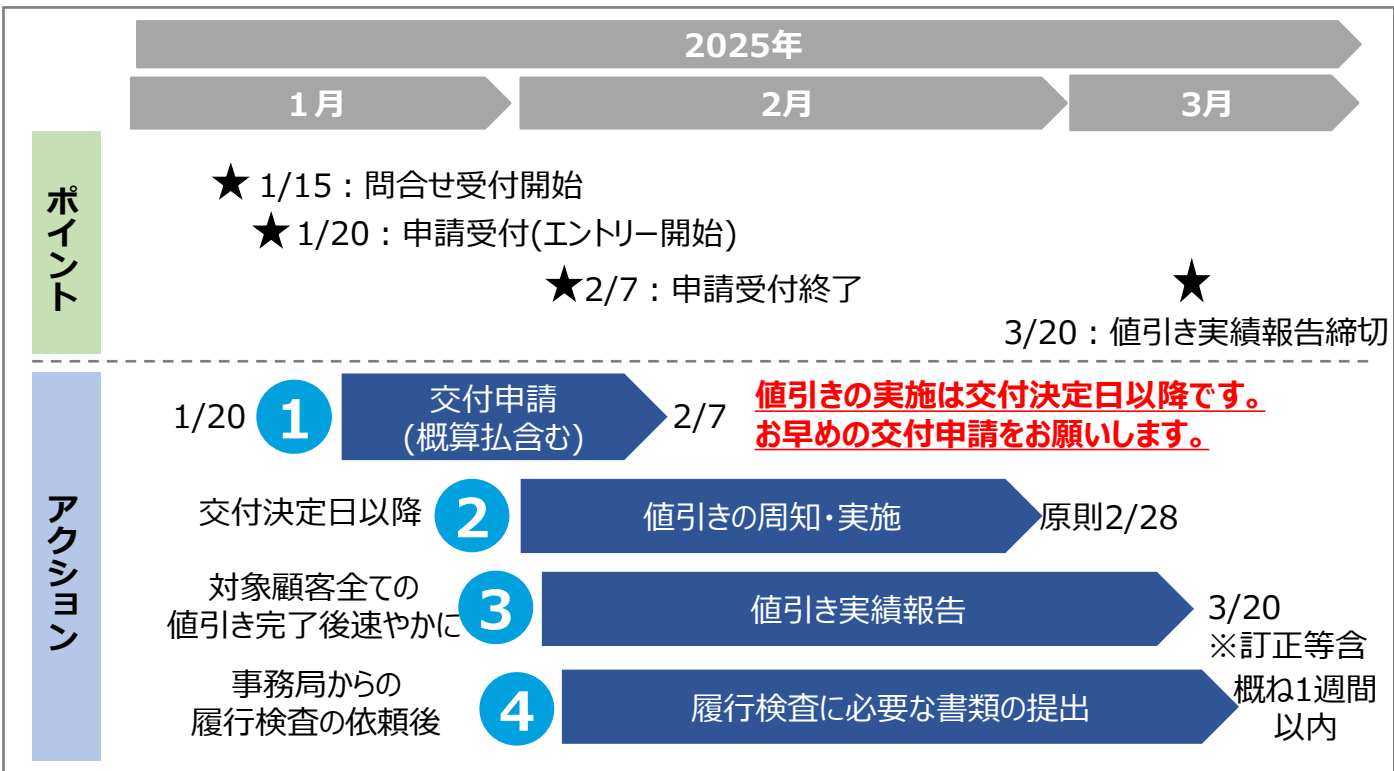 2025年
1月
2月
3月
ポイント
★ 1/15：問合せ受付開始
★ 1/20：申請受付(エントリー開始)
★2/7：申請受付終了
★
3/20：値引き実績報告締切
アクション
1/20
1
交付申請
(概算払含む)
2/7
値引きの実施は交付決定日以降です。
お早めの交付申請をお願いします。
交付決定日以降
2
値引きの周知・実施
原則2/28
対象顧客全ての
値引き完了後速やかに
3
値引き実績報告
3/20
※訂正等含
事務局からの
履行検査の依頼後
4
履行検査に必要な書類の提出
概ね1週間
以内